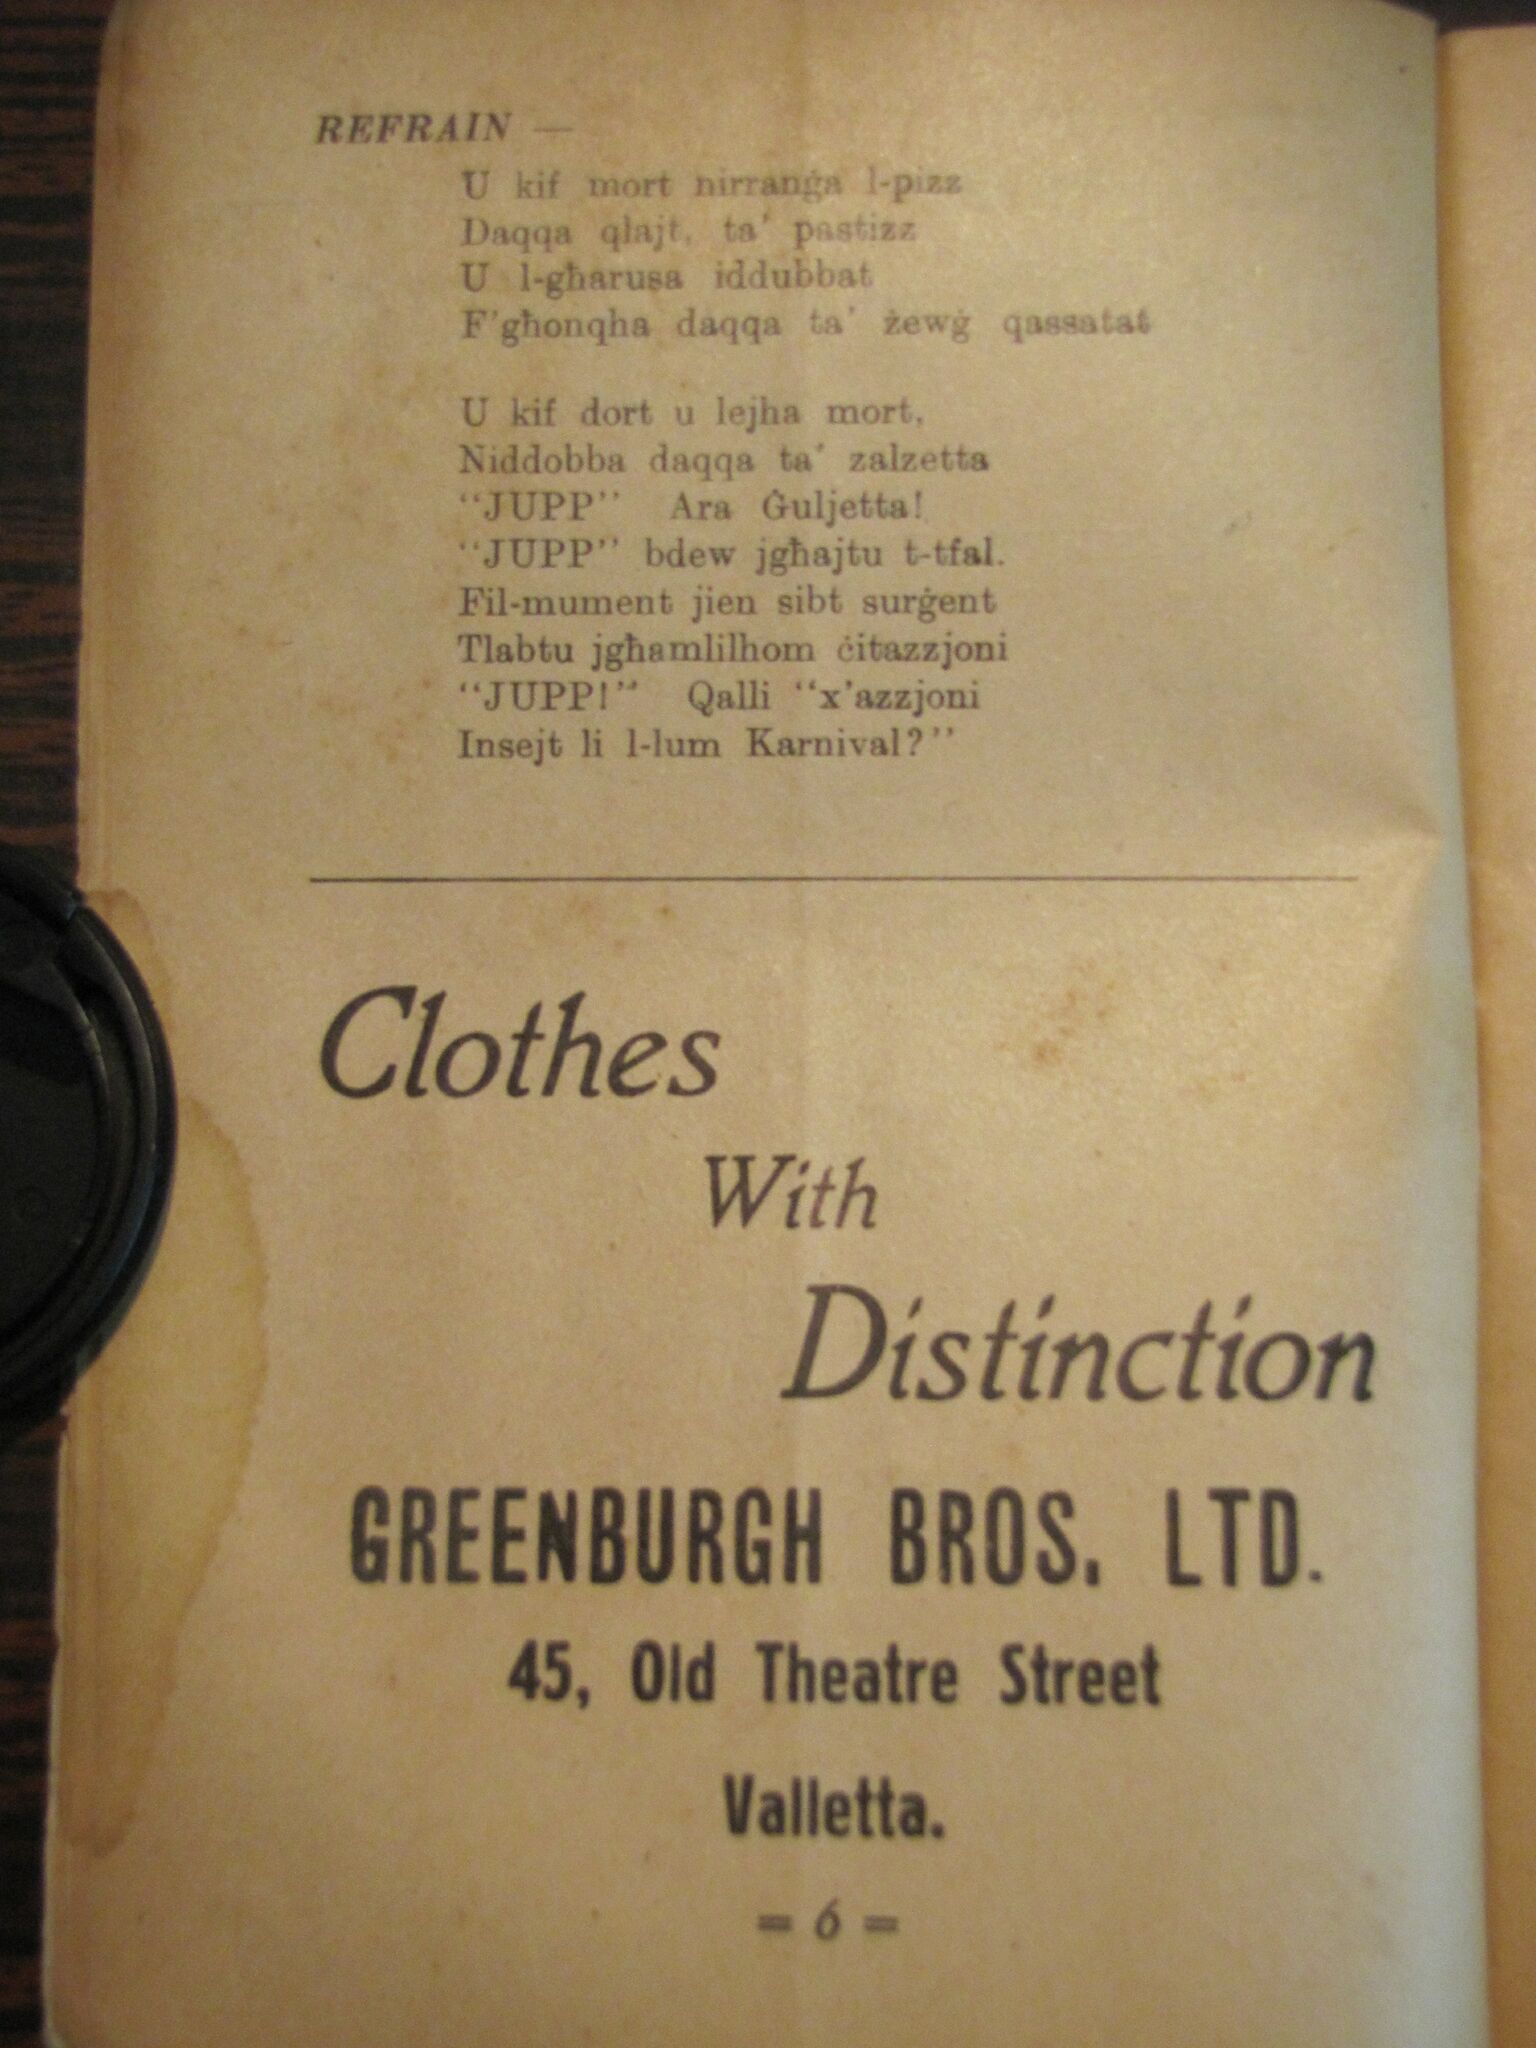 REFRAIN —
U kif mort nirranġa l-pizz
Daqqa qlajt, ta' pastizz
U l-għarusa iddubbat
F'għonqha daqqa ta' żewġ qassatat
U kif dort u lejha mort,
Niddobba daqqa ta' zalzetta
“JUPP” Ara Ġuljetta!
“JUPP” bdew jgħajtu t-tfal.
Fil-mument jien sibt surġent
Tlabtu jgħamlilhom ċitazzjoni
“JUPP!” Qalli “x'azzjoni
Insejt li l-lum Karnival?”
Clothes
With
Distinction
GREENBURGH BROS. LTD.
45, Old Theatre Street
Valletta.
= 6 =